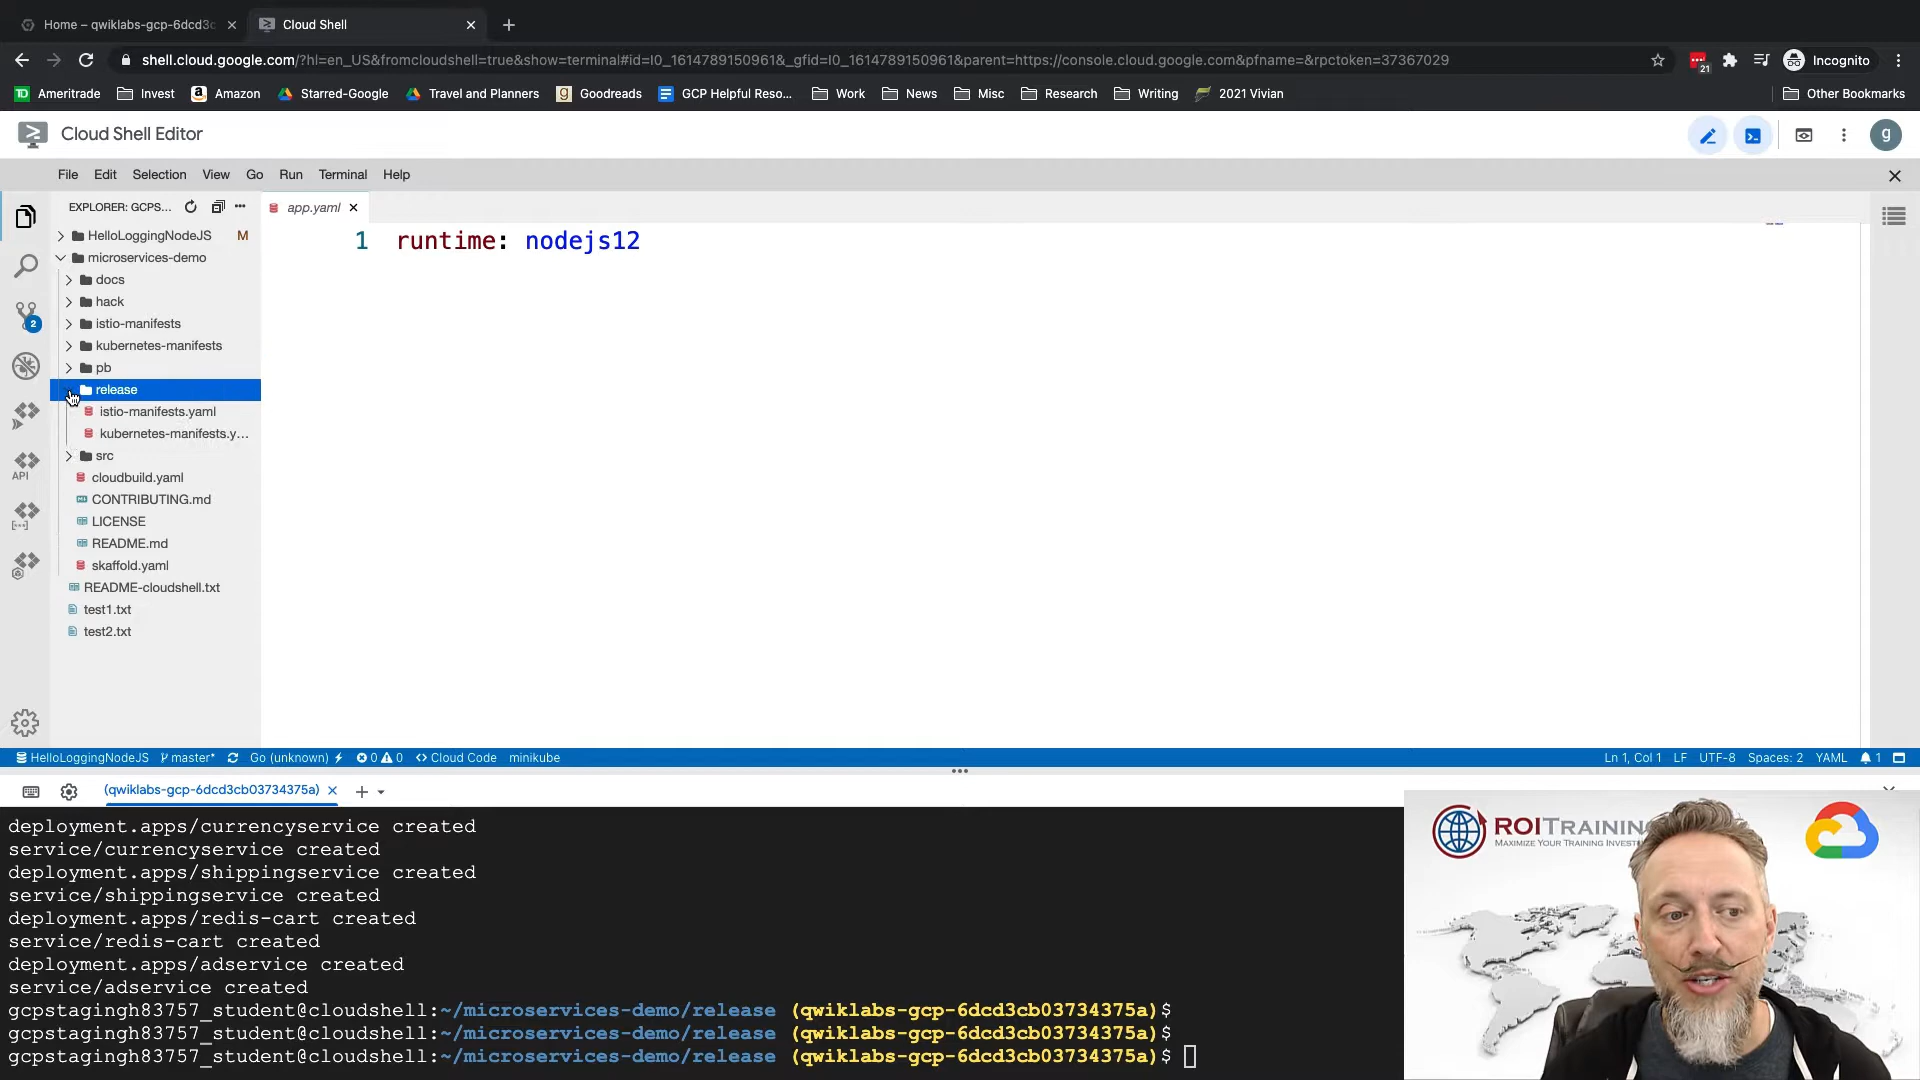 Home – qwiklabs-gcp-6dcd3c
Cloud Shell
shell.cloud.google.com/?hl=en_US&fromcloudshell=true&show=terminal#id=I0_1614789150961&_gfid=I0_1614789150961&parent=https://console.cloud.google.com&pfname=&rpctoken=37367029
21
Incognito
Ameritrade
Invest
Amazon
Starred-Google
Travel and Planners
Goodreads
GCP Helpful Reso...
Work
News
Misc
Research
Writing
2021 Vivian
Other Bookmarks
Cloud Shell Editor
g
File Edit Selection View Go Run Terminal Help
EXPLORER: GCPS...
app.yaml
HelloLoggingNodeJS M
microservices-demo
docs
hack
istio-manifests
kubernetes-manifests
pb
release
istio-manifests.yaml
kubernetes-manifests.y...
src
cloudbuild.yaml
CONTRIBUTING.md
LICENSE
README.md
skaffold.yaml
README-cloudshell.txt
test1.txt
test2.txt
2
API
1 runtime: nodejs12
HelloLoggingNodeJS master* Go (unknown) 0 0 Cloud Code minikube
Ln 1, Col 1 LF UTF-8 Spaces: 2 YAML 1
(qwiklabs-gcp-6dcd3cb03734375a)
deployment.apps/currencyservice created
service/currencyservice created
deployment.apps/shippingservice created
service/shippingservice created
deployment.apps/redis-cart created
service/redis-cart created
deployment.apps/adservice created
service/adservice created
gcpstagingh83757_student@cloudshell:~/microservices-demo/release (qwiklabs-gcp-6dcd3cb03734375a)$
gcpstagingh83757_student@cloudshell:~/microservices-demo/release (qwiklabs-gcp-6dcd3cb03734375a)$
gcpstagingh83757_student@cloudshell:~/microservices-demo/release (qwiklabs-gcp-6dcd3cb03734375a)$
ROITRAINING
MAXIMIZE YOUR TRAINING